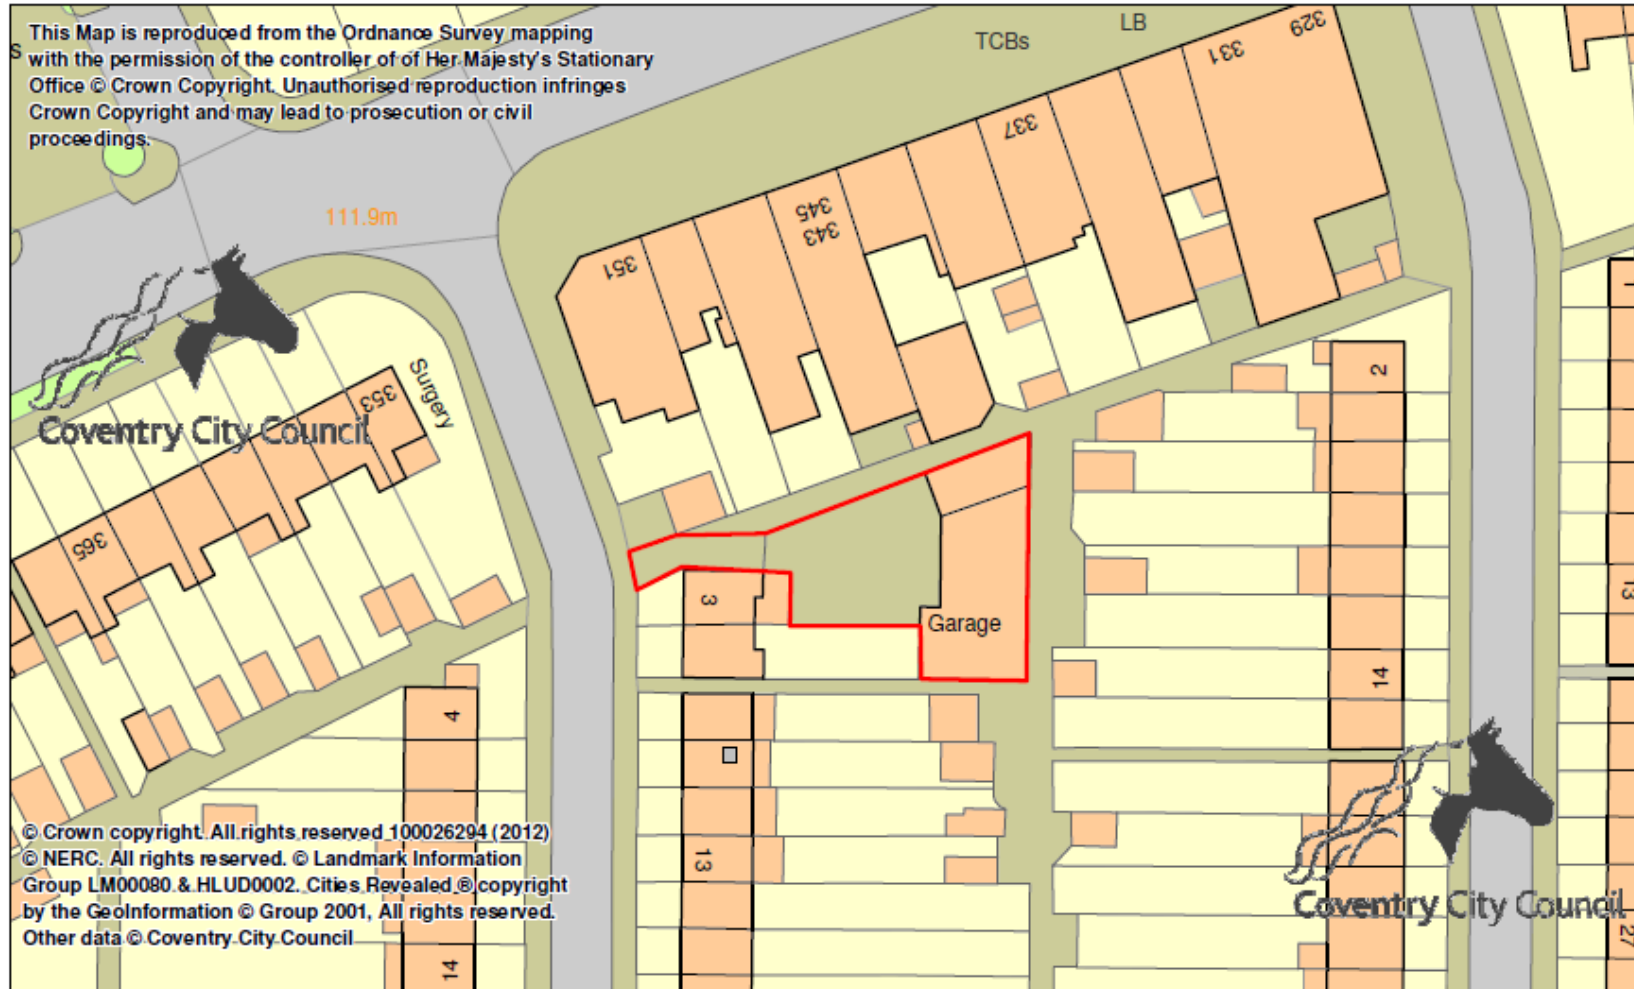 This Map is reproduced from the Ordnance Survey mapping
with the permission of the controller of of Her Majesty's Stationary
Office © Crown Copyright. Unauthorised reproduction infringes
Crown Copyright and may lead to prosecution or civil
proceedings.
s
TCBs
LB
329
331
337
345
343
351
111.9m
Coventry City Council
353
Surgery
365
2
1
3
Garage
13
14
4
13
14
Coventry City Council
27
© Crown copyright. All rights reserved 100026294 (2012)
© NERC. All rights reserved. © Landmark Information
Group LM00080 & HLUD0002. Cities Revealed ® copyright
by the GeoInformation © Group 2001, All rights reserved.
Other data © Coventry City Council